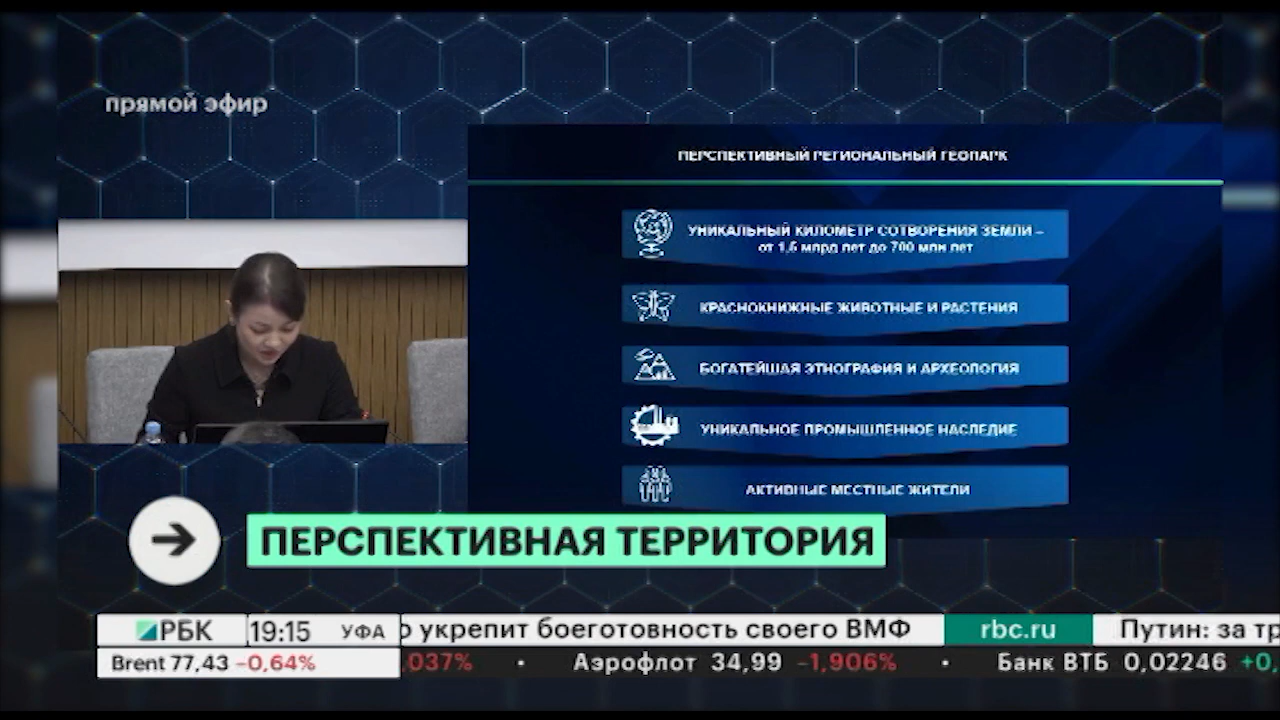 прямой эфир
ПЕРСПЕКТИВНЫЙ РЕГИОНАЛЬНЫЙ ГЕОПАРК
УНИКАЛЬНЫЙ КИЛОМЕТР СОТВОРЕНИЯ ЗЕМЛИ –
от 1,6 млрд лет до 700 млн лет
КРАСНОКНИЖНЫЕ ЖИВОТНЫЕ И РАСТЕНИЯ
БОГАТЕЙШАЯ ЭТНОГРАФИЯ И АРХЕОЛОГИЯ
УНИКАЛЬНОЕ ПРОМЫШЛЕННОЕ НАСЛЕДИЕ
АКТИВНЫЕ МЕСТНЫЕ ЖИТЕЛИ
ПЕРСПЕКТИВНАЯ ТЕРРИТОРИЯ
РБК 19:15 УФА о укрепит боеготовность своего ВМФ rbc.ru Путин: за тр
Brent 77,43 −0,64% ,037% • Аэрофлот 34,99 −1,906% • Банк ВТБ 0,02246 +0,